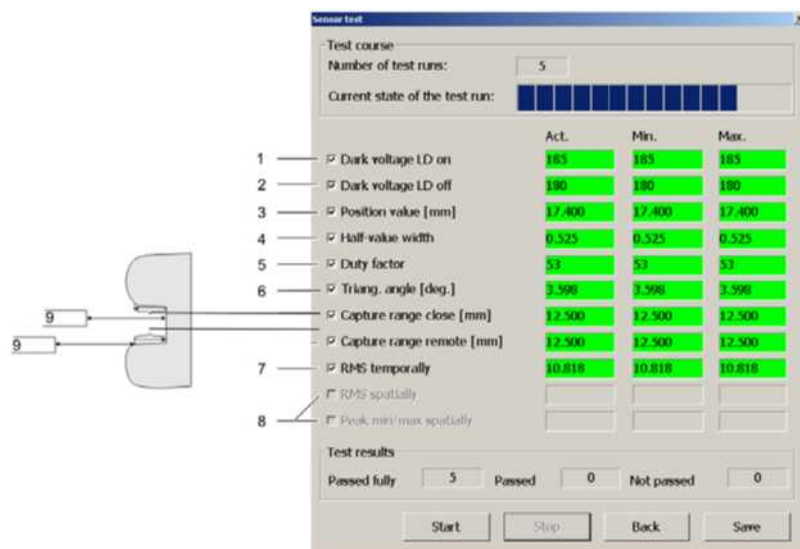 Sensor test
Test course
Number of test runs: 5
Current state of the test run:
Act. Min. Max.
1 Dark voltage LD on 185 185 185
2 Dark voltage LD off 180 180 180
3 Position value [mm] 17.400 17.400 17.400
4 Half-value width 0.525 0.525 0.525
5 Duty factor 53 53 53
6 Triang. angle [deg.] 3.598 3.598 3.598
9 Capture range close [mm] 12.500 12.500 12.500
9 Capture range remote [mm] 12.500 12.500 12.500
7 RMS temporally 10.818 10.818 10.818
RMS spatially
8 Peak min/max spatially
Test results
Passed fully 5 Passed 0 Not passed 0
Start Stop Back Save